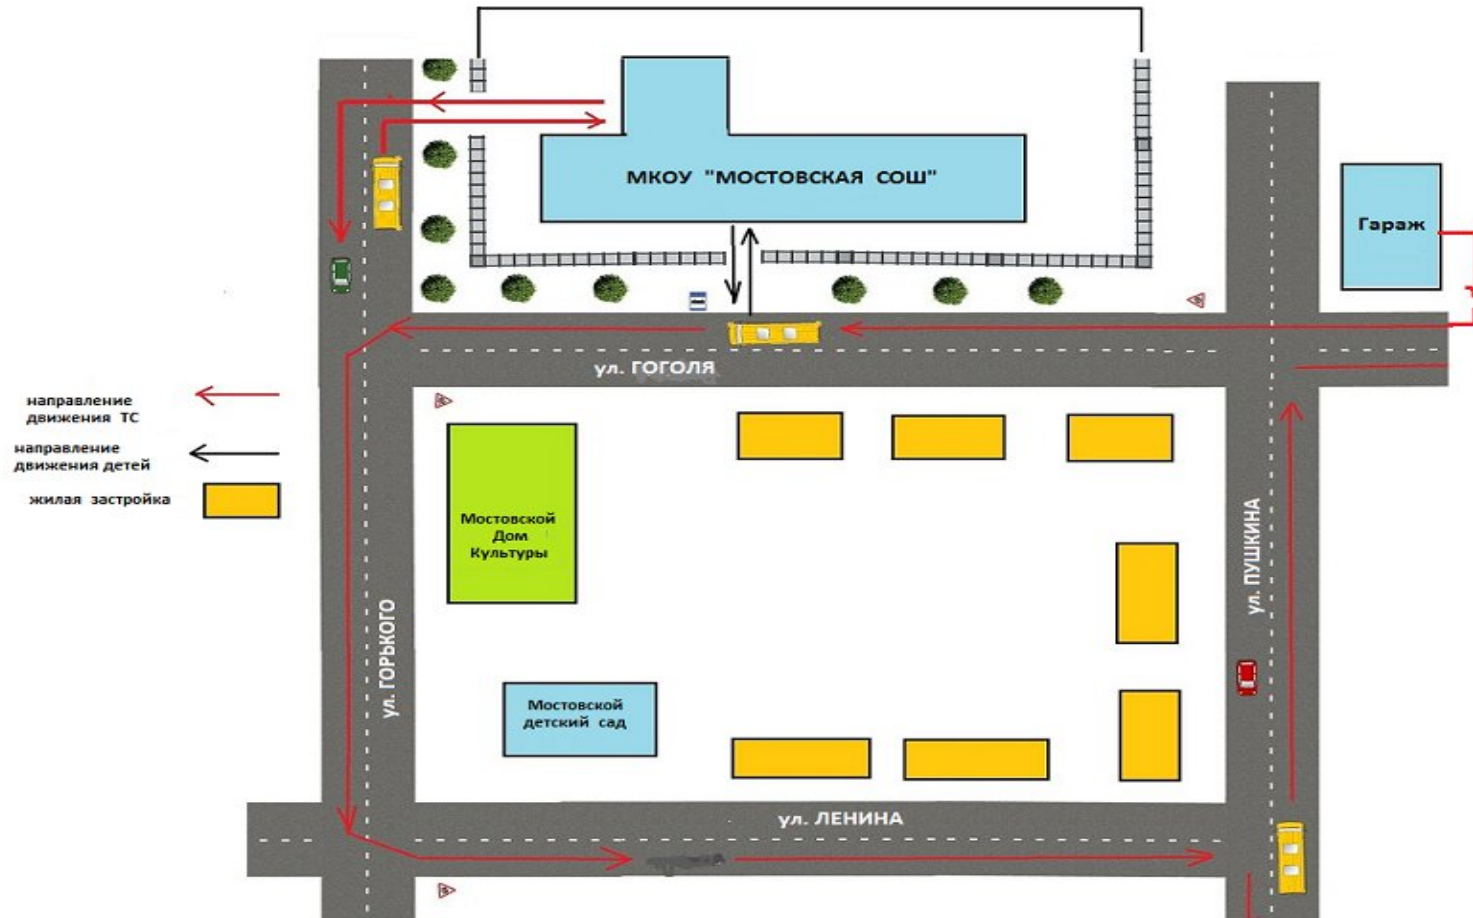 МКОУ "МОСТОВСКАЯ СОШ"
Гараж
ул. ГОГОЛЯ
направление
движения ТС
направление
движения детей
жилая застройка
Мостовской
Дом
Культуры
ул. ПУШКИНА
ул. ГОРЬКОГО
Мостовской
детский сад
ул. ЛЕНИНА